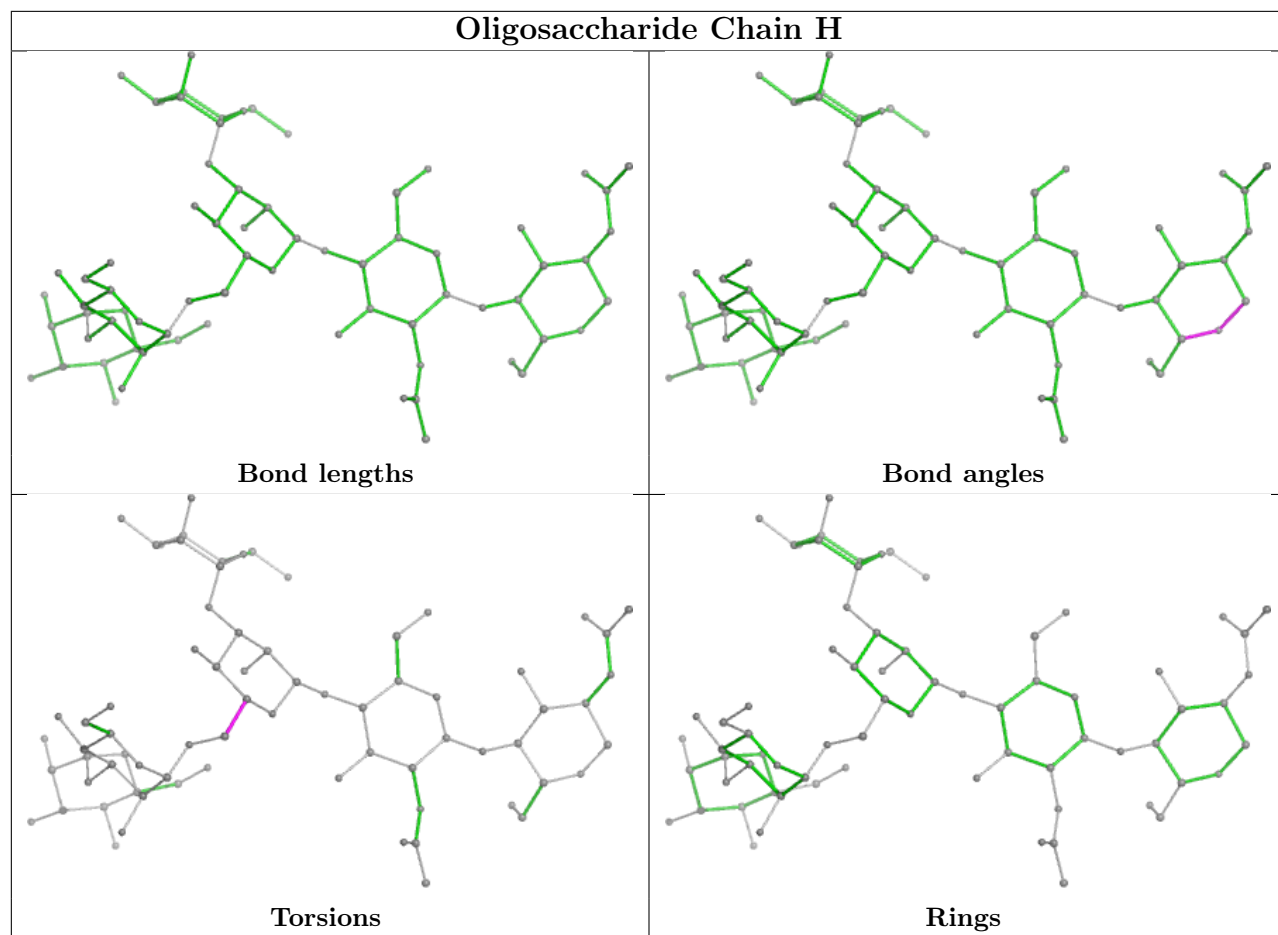 Oligosaccharide Chain H
Bond lengths
Bond angles
Torsions
Rings